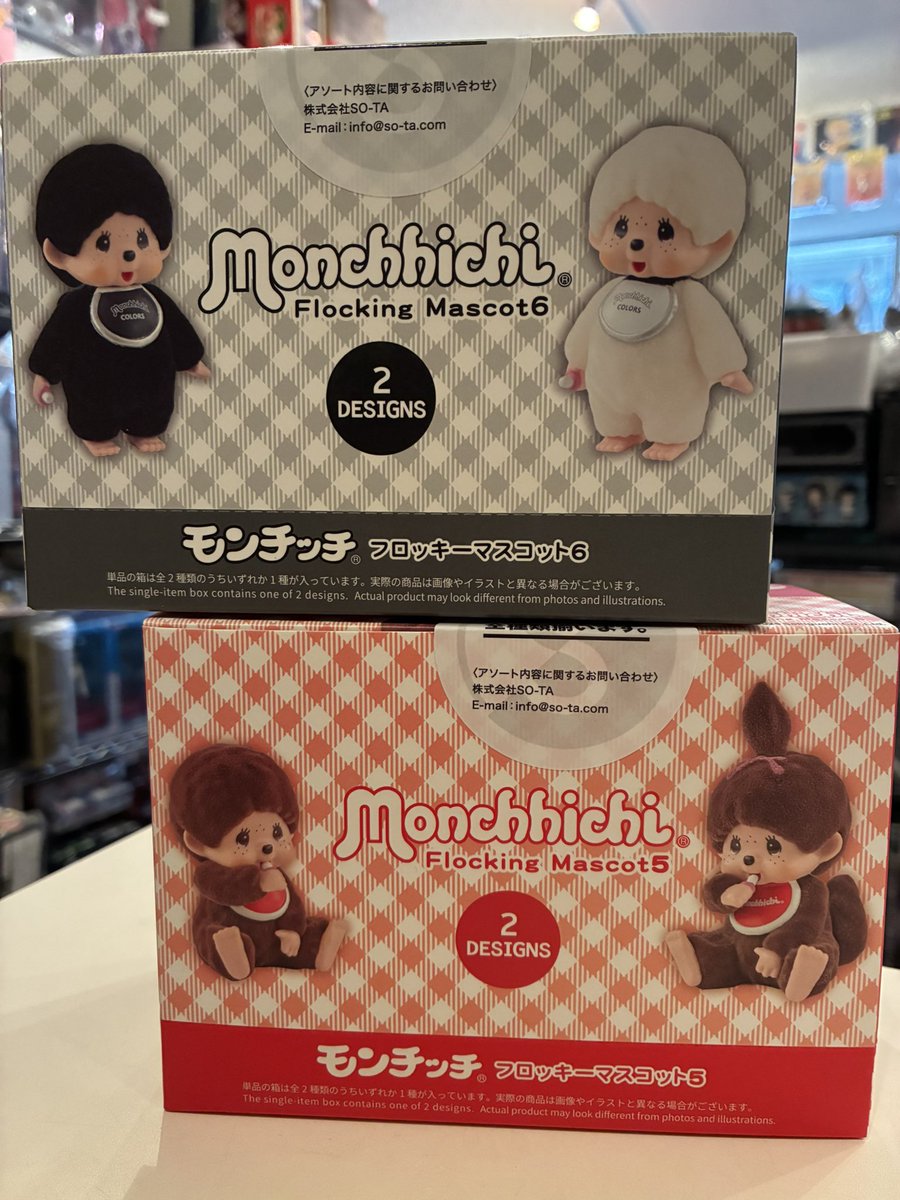 〈アソート内容に関するお問い合わせ〉
株式会社SO-TA
E-mail：info@so-ta.com
Monchhichi®
Flocking Mascot6
Monchhichi
COLORS
Monchhichi
COLORS
2
DESIGNS
モンチッチ® フロッキーマスコット6
単品の箱は全2種類のうちいずれか1種が入っています。実際の商品は画像やイラストと異なる場合がございます。
The single-item box contains one of 2 designs. Actual product may look different from photos and illustrations.
全種類揃います。
〈アソート内容に関するお問い合わせ〉
株式会社SO-TA
E-mail：info@so-ta.com
Monchhichi®
Flocking Mascot5
Monchhichi
2
DESIGNS
モンチッチ® フロッキーマスコット5
単品の箱は全2種類のうちいずれか1種が入っています。実際の商品は画像やイラストと異なる場合がございます。
The single-item box contains one of 2 designs. Actual product may look different from photos and illustrations.